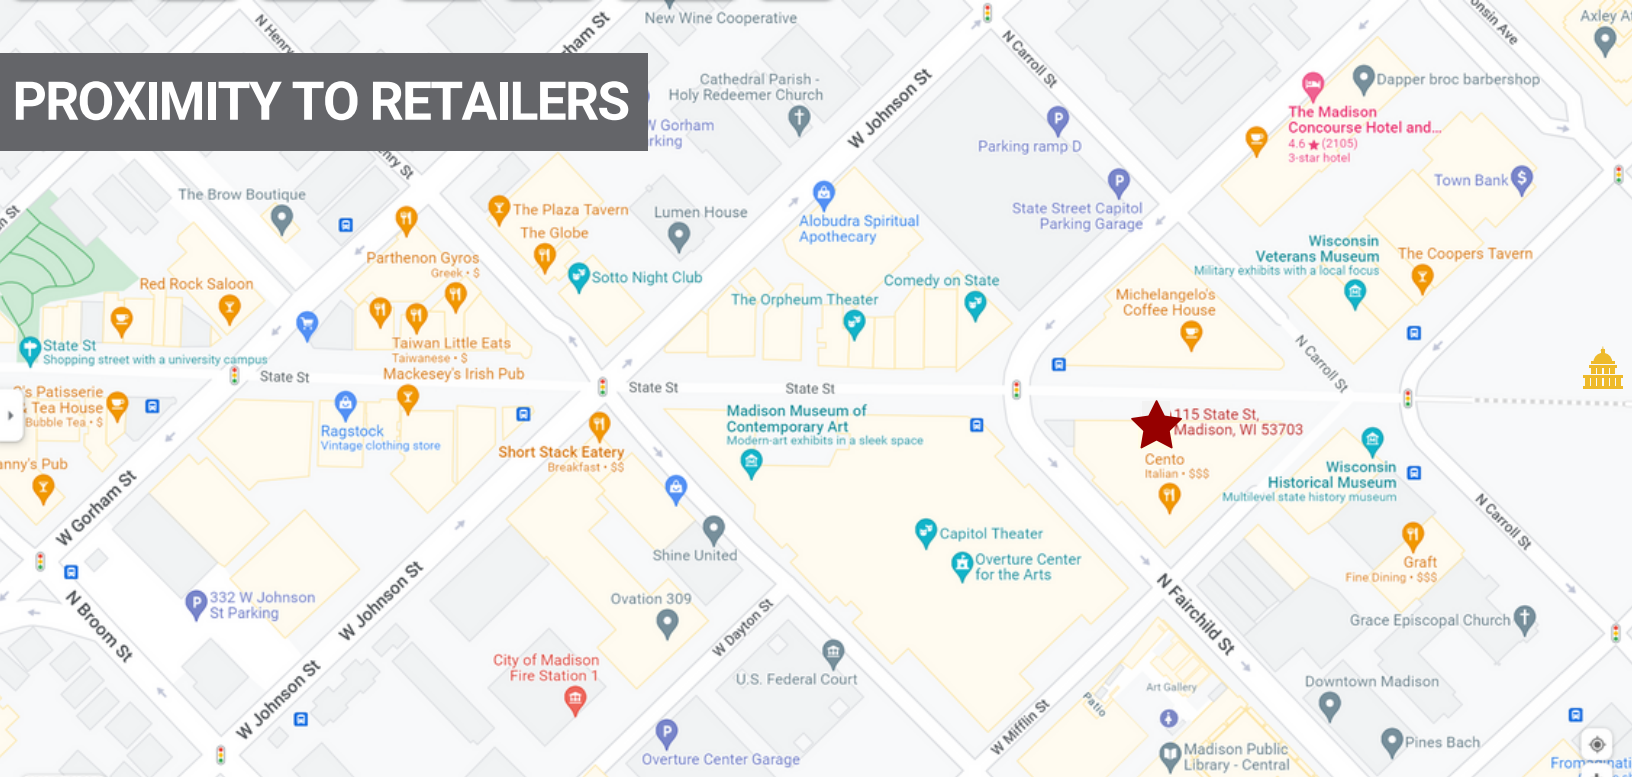 New Wine Cooperative
Axley
N Henry
N Carroll St
PROXIMITY TO RETAILERS
Cathedral Parish -
Holy Redeemer Church
W Johnson St
Dapper broc barbershop
The Madison
Concourse Hotel and...
4.6 ★ (2105)
3-star hotel
W Gorham
Parking ramp D
Town Bank
The Brow Boutique
The Plaza Tavern
The Globe
Lumen House
Alobudra Spiritual
Apothecary
State Street Capitol
Parking Garage
Wisconsin
Veterans Museum
Military exhibits with a local focus
The Coopers Tavern
Parthenon Gyros
Greek • $
Sotto Night Club
Red Rock Saloon
The Orpheum Theater
Comedy on State
Michelangelo's
Coffee House
State St
Shopping street with a university campus
Taiwan Little Eats
Taiwanese • $
Mackesey's Irish Pub
N Carroll St
State St
State St
State St
's Patisserie
Tea House
Bubble Tea • $
Ragstock
Vintage clothing store
Madison Museum of
Contemporary Art
Modern-art exhibits in a sleek space
115 State St,
Madison, WI 53703
Short Stack Eatery
Breakfast • $$
Cento
Italian • $$$
Wisconsin
Historical Museum
Multilevel state history museum
anny's Pub
W Gorham St
N Carroll St
Capitol Theater
Overture Center
for the Arts
Shine United
Graft
Fine Dining • $$$
332 W Johnson
St Parking
N Broom St
W Johnson St
Ovation 309
W Dayton St
N Fairchild St
Grace Episcopal Church
City of Madison
Fire Station 1
U.S. Federal Court
Art Gallery
Downtown Madison
W Johnson St
Patio
W Mifflin St
Overture Center Garage
Madison Public
Library - Central
Pines Bach